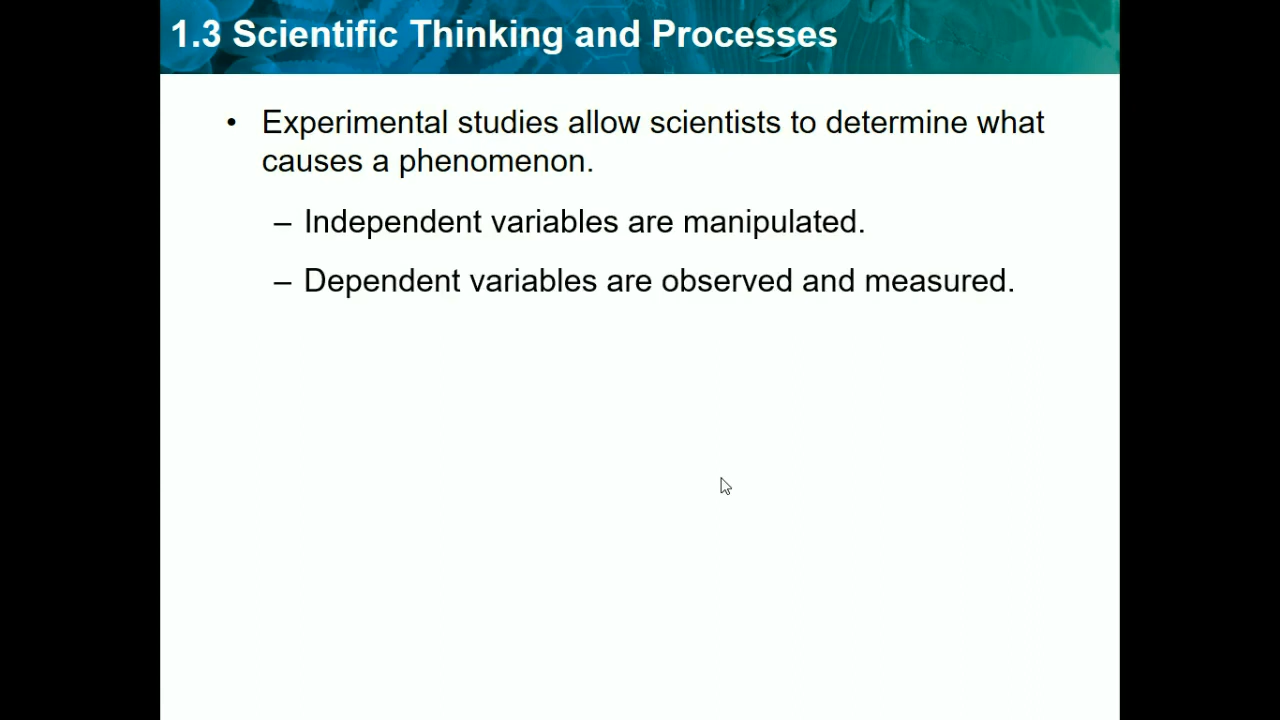 1.3 Scientific Thinking and Processes
• Experimental studies allow scientists to determine what
causes a phenomenon.
– Independent variables are manipulated.
– Dependent variables are observed and measured.